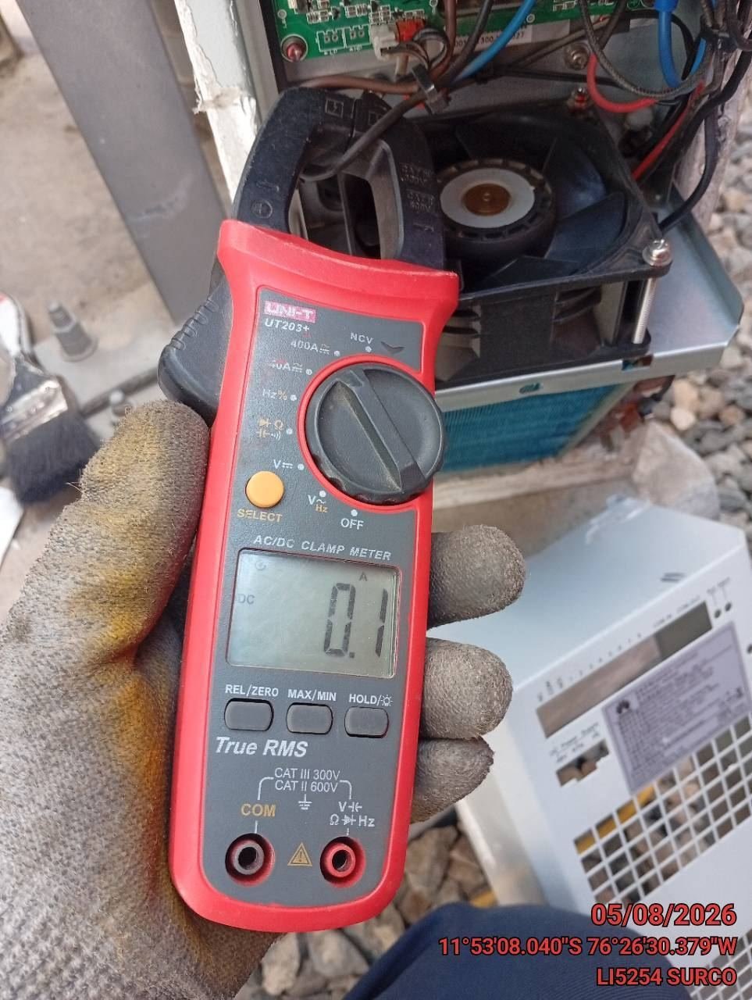 UNI-T
UT203+
NCV
400A
40A
Hz%
Ω
V
V~
Hz
OFF
SELECT
AC/DC CLAMP METER
DC
A
0.1
REL/ZERO MAX/MIN HOLD/
True RMS
CAT III 300V
CAT II 600V
COM
V
Ω Hz
05/08/2026
11°53'08.040"S 76°26'30.379"W
LI5254 SURCO